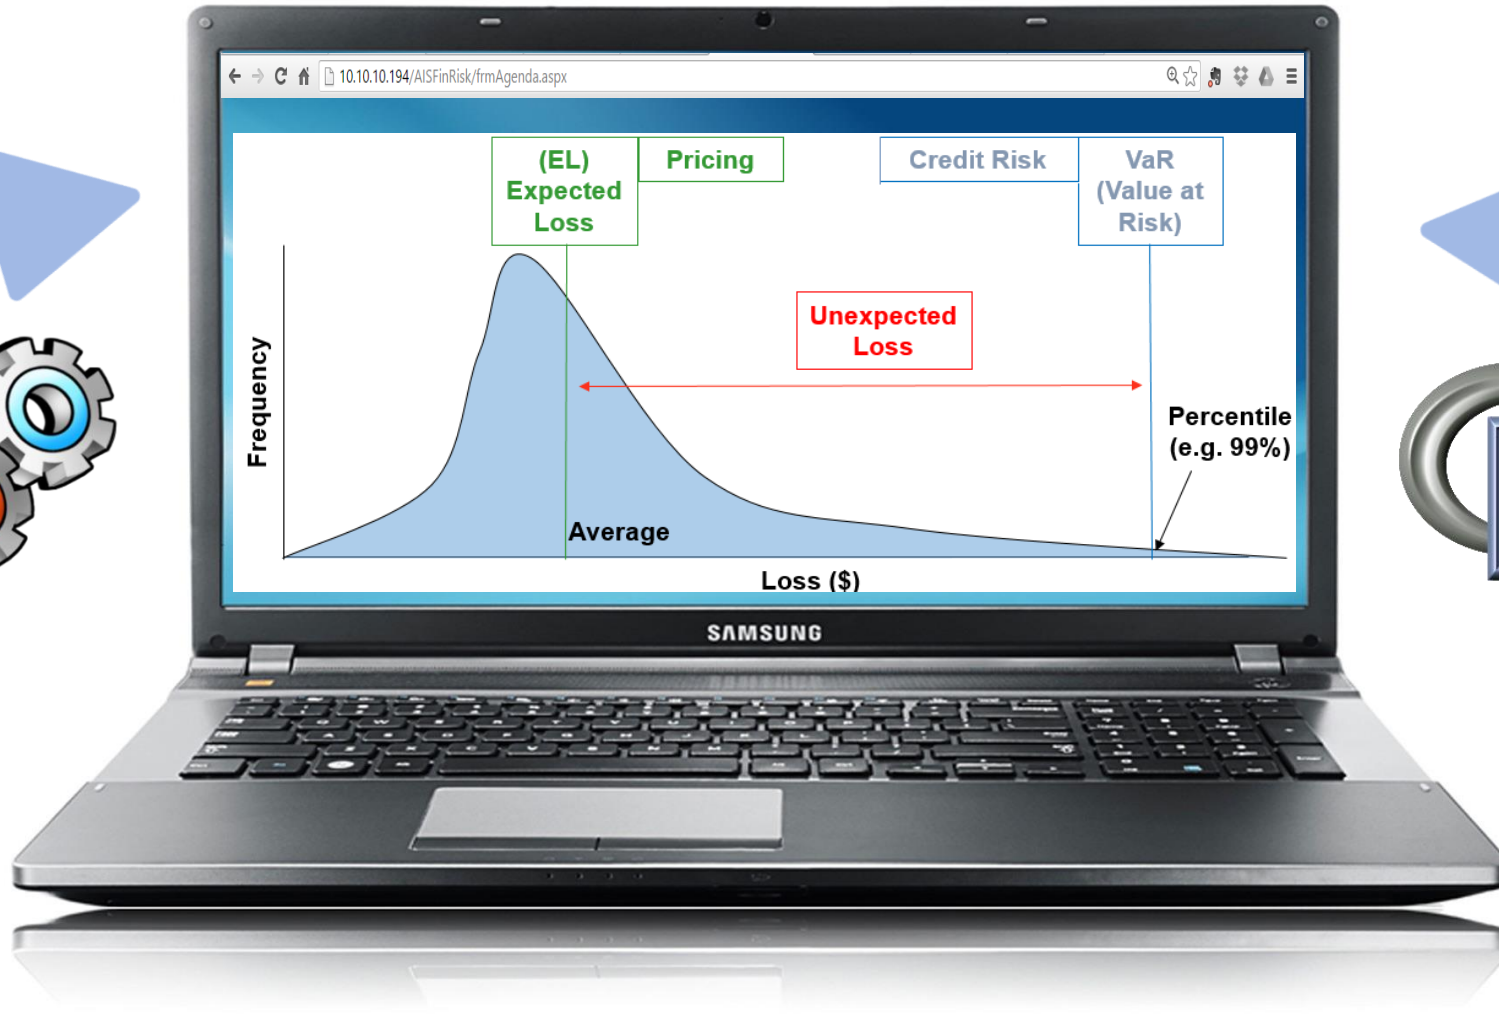 10.10.10.194/AISFinRisk/frmAgenda.aspx
(EL)
Expected
Loss
Pricing
Credit Risk
VaR
(Value at
Risk)
Unexpected
Loss
Percentile
(e.g. 99%)
Frequency
Average
Loss ($)
SAMSUNG